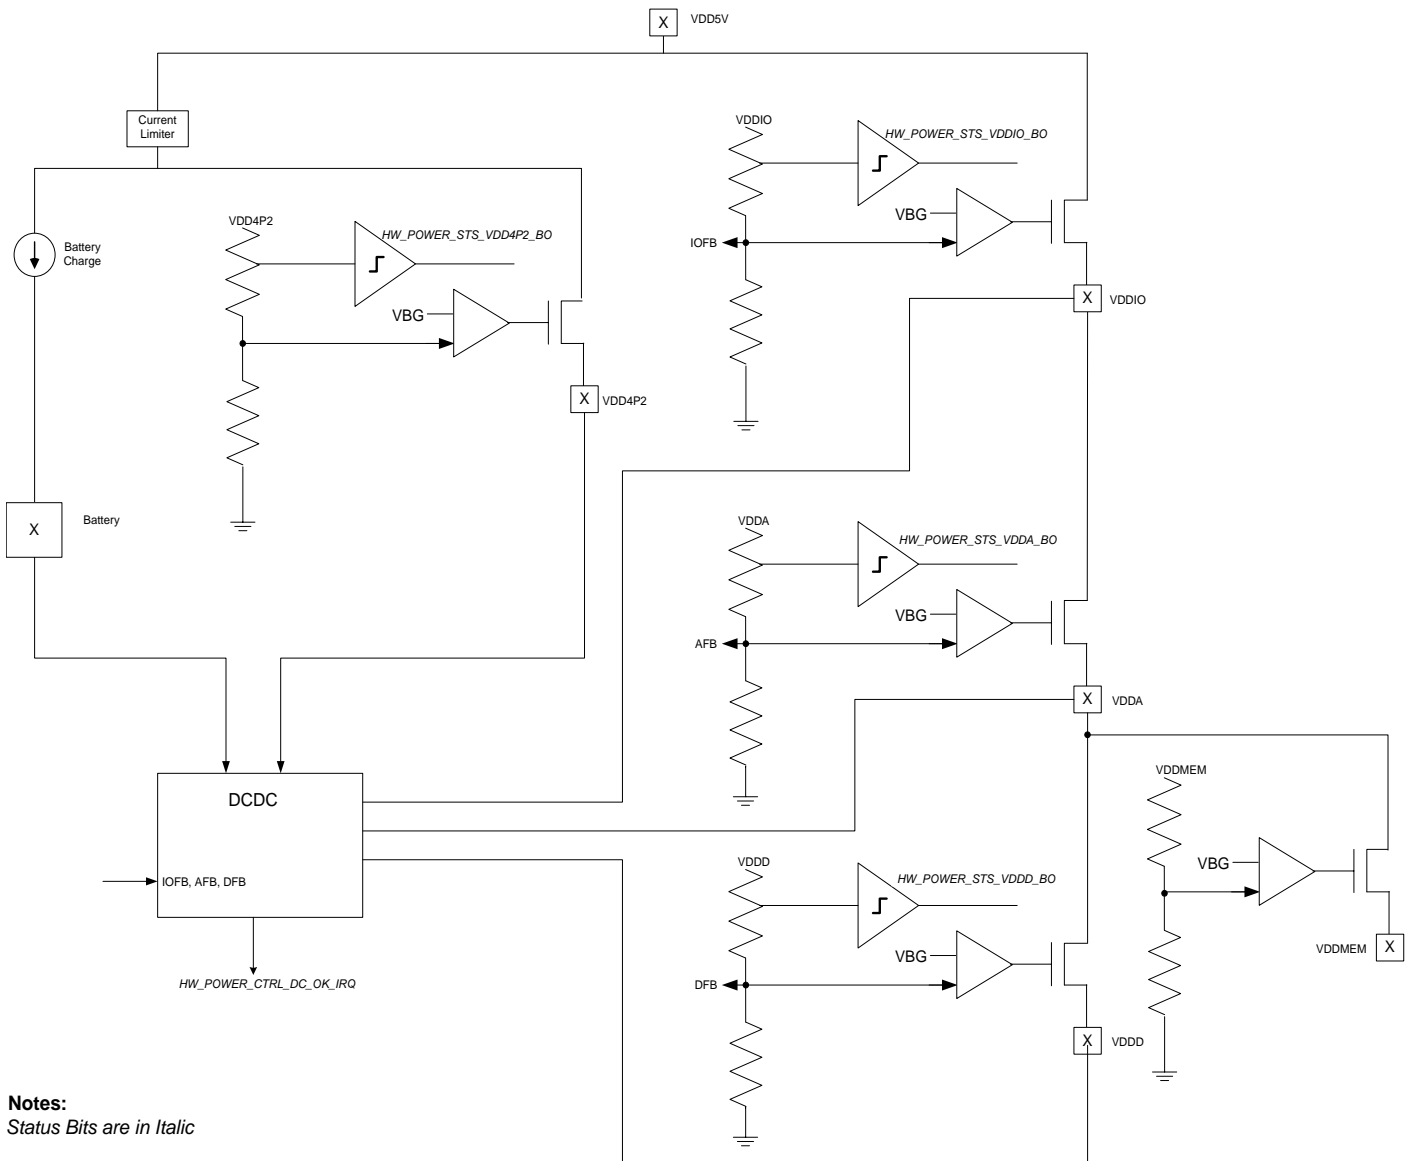 X VDD5V
Current
Limiter
VDDIO
HW_POWER_STS_VDDIO_BO
VBG
IOFB
X VDDIO
Battery
Charge
VDD4P2
HW_POWER_STS_VDD4P2_BO
VBG
X VDD4P2
X Battery
VDDA
HW_POWER_STS_VDDA_BO
VBG
AFB
X VDDA
DCDC
IOFB, AFB, DFB
HW_POWER_CTRL_DC_OK_IRQ
VDDD
HW_POWER_STS_VDDD_BO
VBG
DFB
X VDDD
VDDMEM
VBG
VDDMEM X
Notes:
Status Bits are in Italic